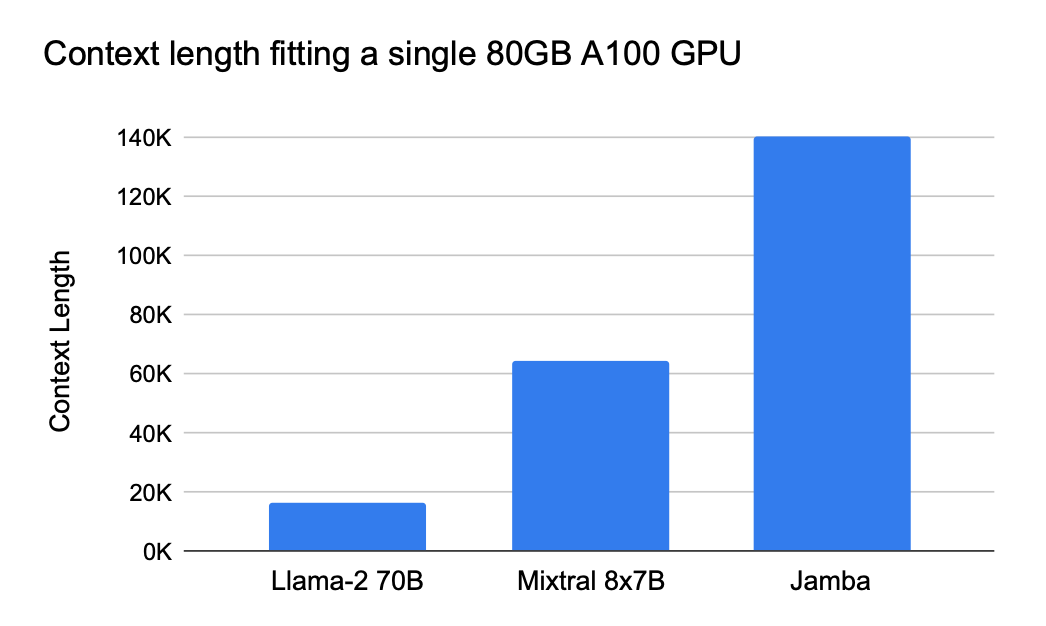 Context length fitting a single 80GB A100 GPU
140K
120K
100K
80K
60K
40K
20K
0K
Context Length
Llama-2 70B
Mixtral 8x7B
Jamba